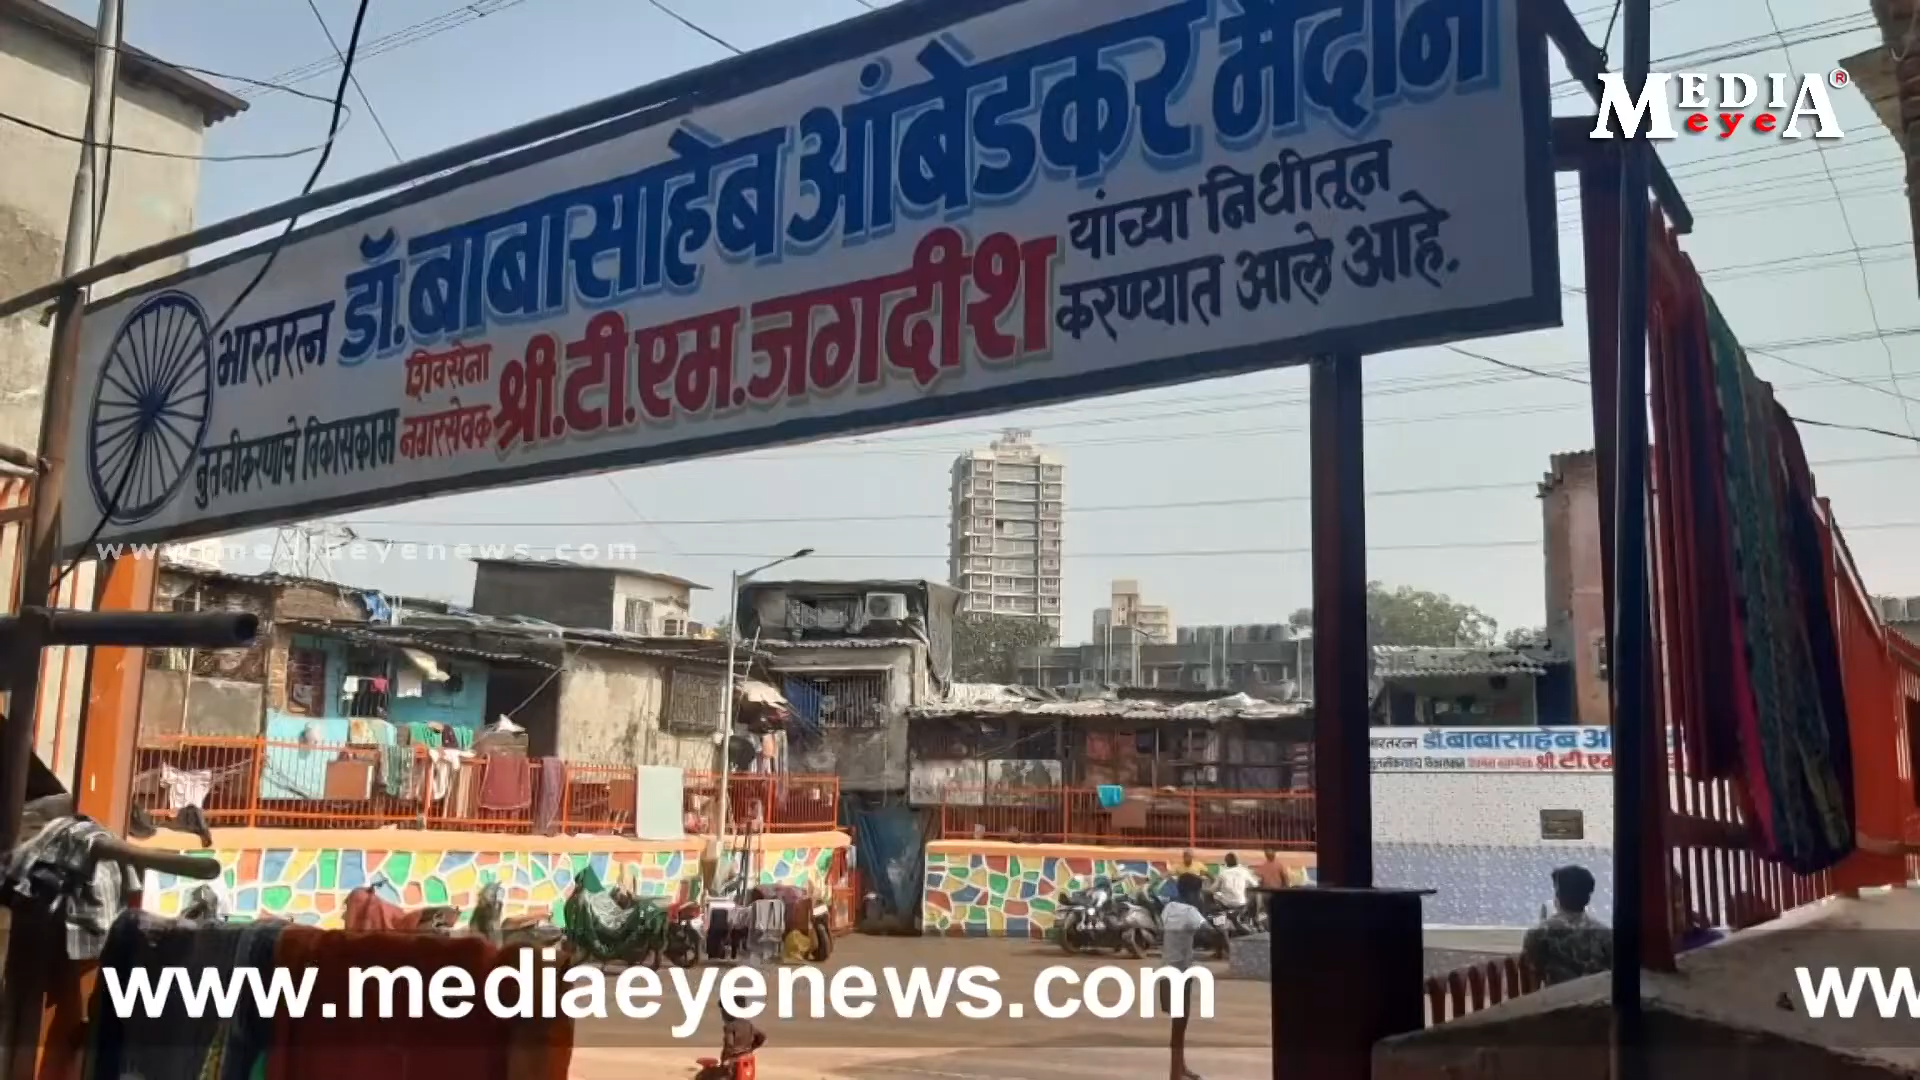 MEDIA®
eye
भारतरत्न डॉ. बाबासाहेब आंबेडकर मैदान
नुतनीकरणाचे विकासकाम शिवसेना नगरसेवक श्री. टी. एम. जगदीश यांच्या निधीतून करण्यात आले आहे.
www.mediaeyenews.com
भारतरत्न डॉ. बाबासाहेब
श्री टी
www.mediaeyenews.com
ww